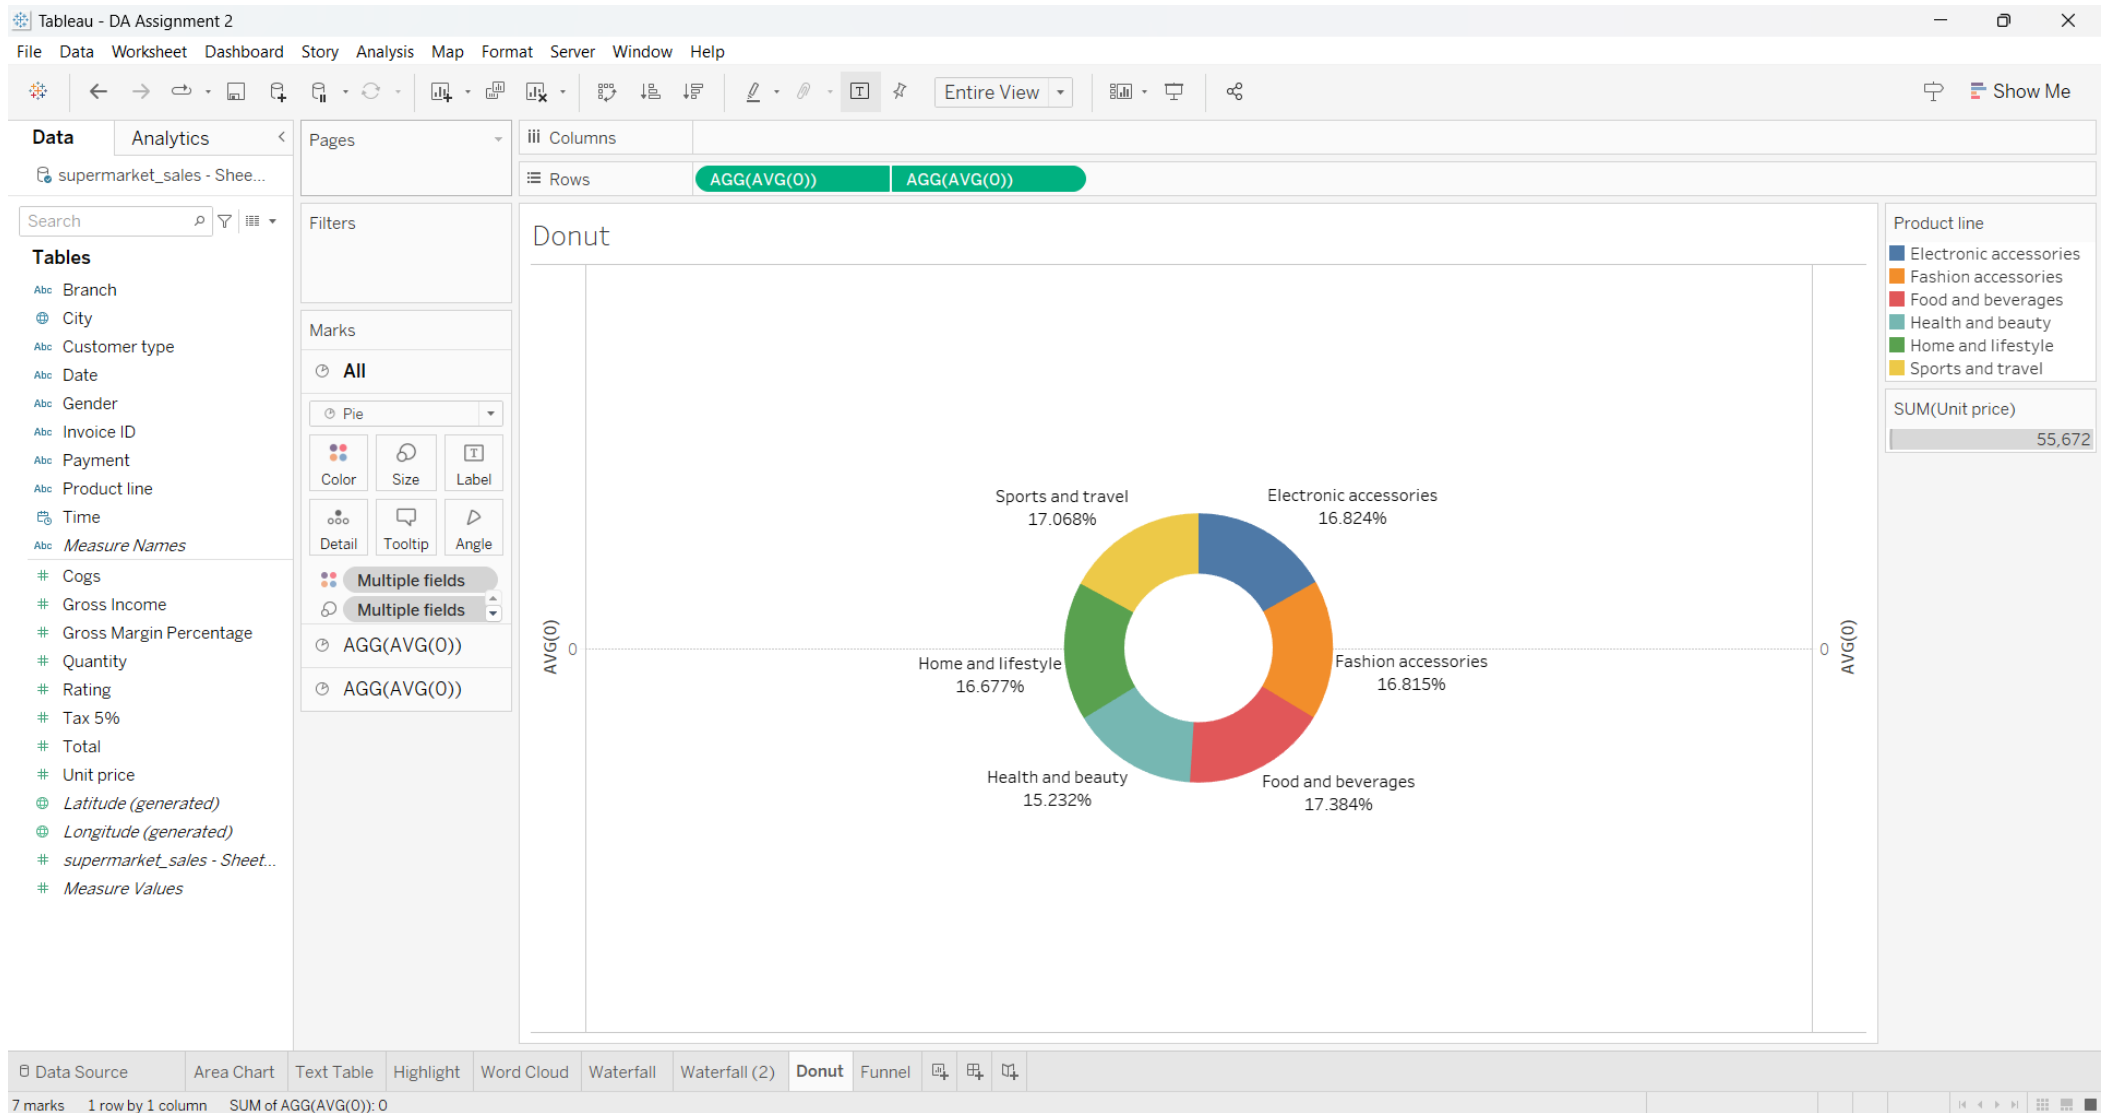 Tableau - DA Assignment 2
File Data Worksheet Dashboard Story Analysis Map Format Server Window Help
Entire View
Show Me
Data Analytics
supermarket_sales - Shee...
Search
Tables
Abc Branch
City
Abc Customer type
Abc Date
Abc Gender
Abc Invoice ID
Abc Payment
Abc Product line
Time
Abc Measure Names
# Cogs
# Gross Income
# Gross Margin Percentage
# Quantity
# Rating
# Tax 5%
# Total
# Unit price
Latitude (generated)
Longitude (generated)
# supermarket_sales - Sheet...
# Measure Values
Pages
Filters
Marks
All
Pie
Color Size Label
Detail Tooltip Angle
Multiple fields
Multiple fields
AGG(AVG(0))
AGG(AVG(0))
iii Columns
Rows AGG(AVG(0)) AGG(AVG(0))
Donut
AVG(0)
0
Sports and travel
17.068%
Electronic accessories
16.824%
Home and lifestyle
16.677%
Fashion accessories
16.815%
Health and beauty
15.232%
Food and beverages
17.384%
0
AVG(0)
Product line
Electronic accessories
Fashion accessories
Food and beverages
Health and beauty
Home and lifestyle
Sports and travel
SUM(Unit price)
55,672
Data Source Area Chart Text Table Highlight Word Cloud Waterfall Waterfall (2) Donut Funnel
7 marks 1 row by 1 column SUM of AGG(AVG(0)): 0